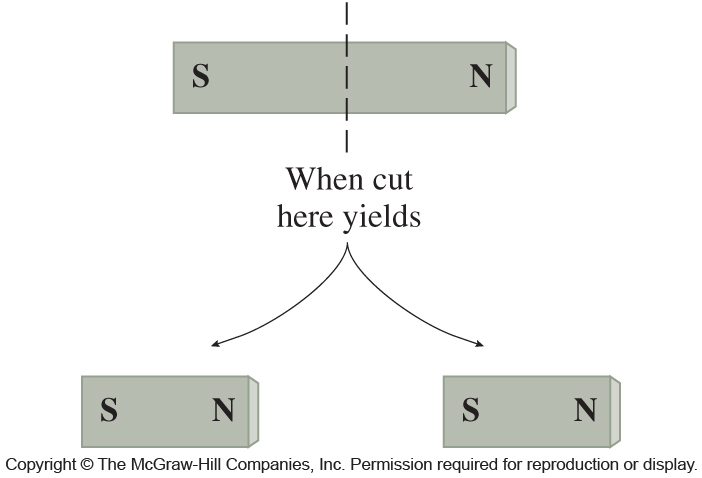 S N
When cut
here yields
S N S N
Copyright © The McGraw-Hill Companies, Inc. Permission required for reproduction or display.